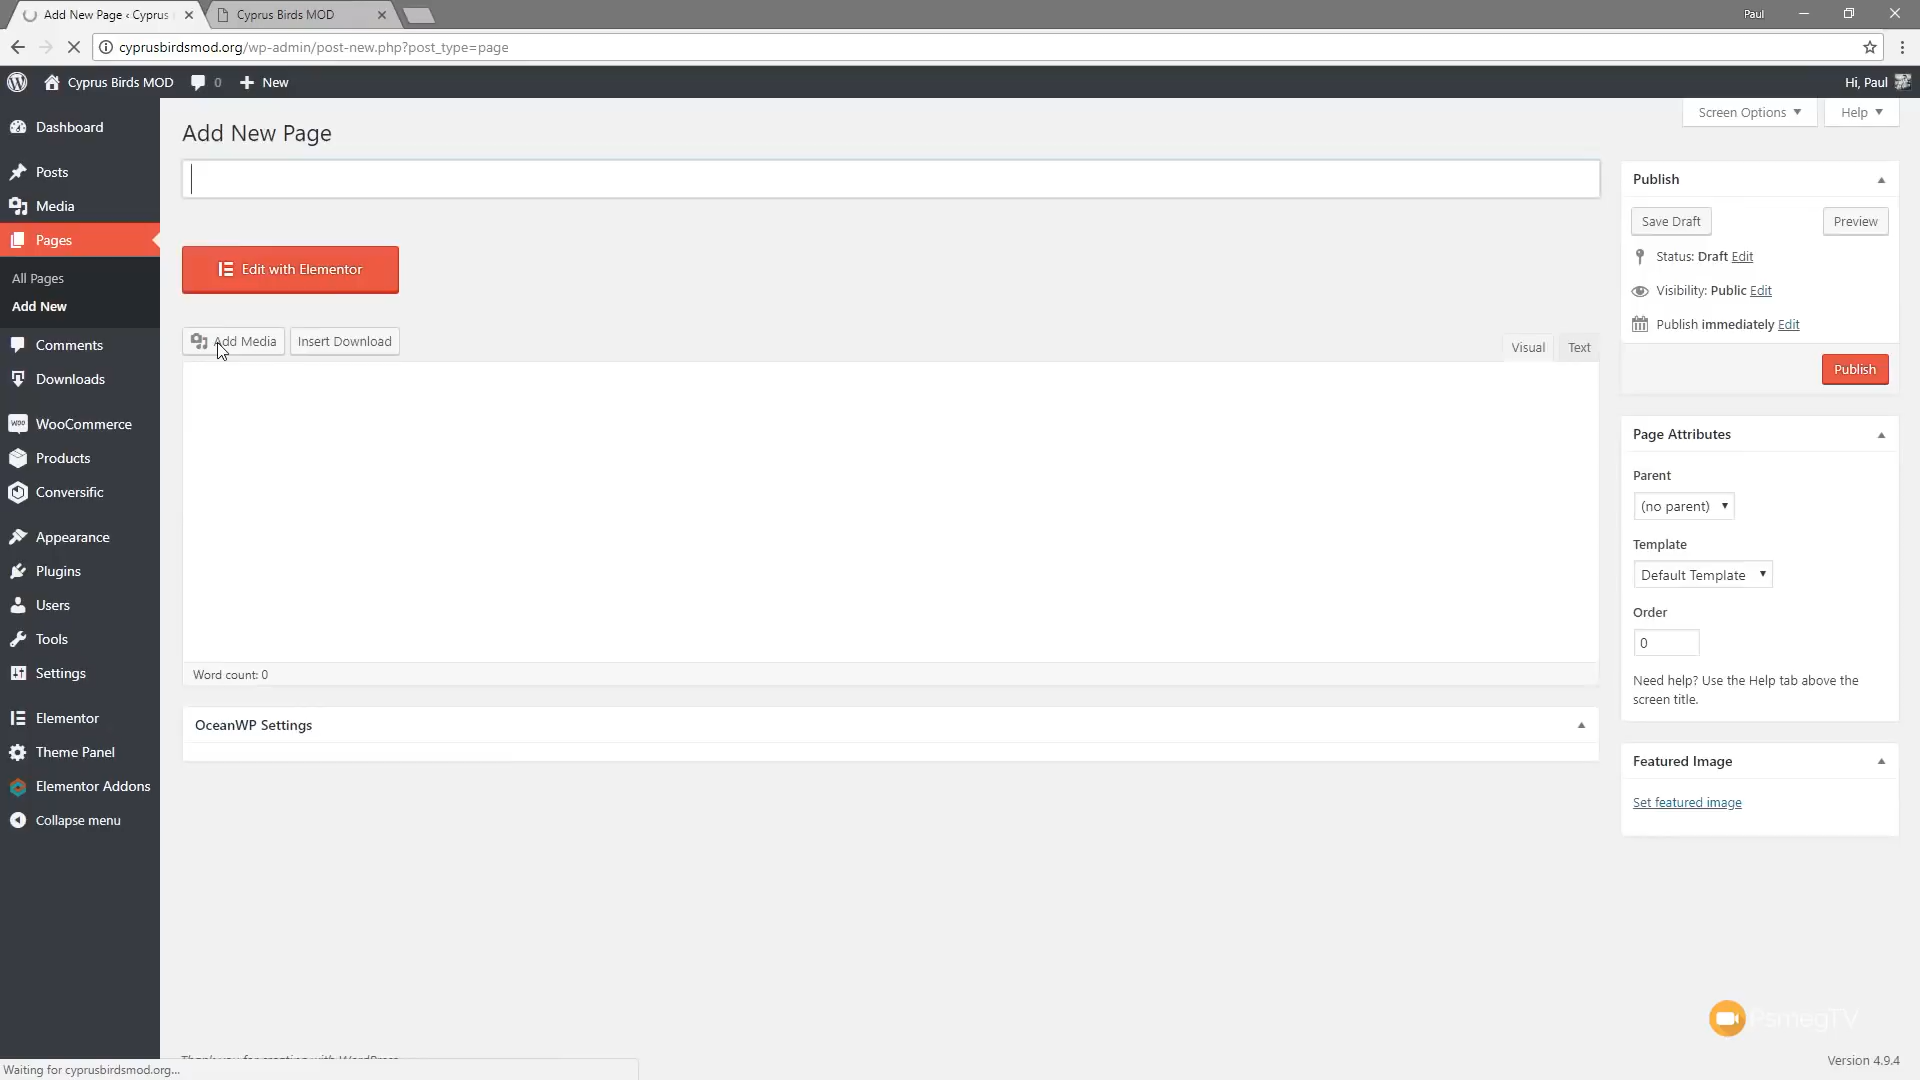 Add New Page ‹ Cyprus
Cyprus Birds MOD
Paul
cyprusbirdsmod.org/wp-admin/post-new.php?post_type=page
Cyprus Birds MOD
0
New
Hi, Paul
Dashboard
Posts
Media
Pages
All Pages
Add New
Comments
Downloads
WooCommerce
Products
Conversific
Appearance
Plugins
Users
Tools
Settings
Elementor
Theme Panel
Elementor Addons
Collapse menu
Screen Options
Help
Add New Page
Edit with Elementor
Add Media
Insert Download
Visual
Text
Word count: 0
OceanWP Settings
Publish
Save Draft
Preview
Status: Draft Edit
Visibility: Public Edit
Publish immediately Edit
Publish
Page Attributes
Parent
(no parent)
Template
Default Template
Order
0
Need help? Use the Help tab above the
screen title.
Featured Image
Set featured image
PsmegTV
Thank you for creating with WordPress
Version 4.9.4
Waiting for cyprusbirdsmod.org...